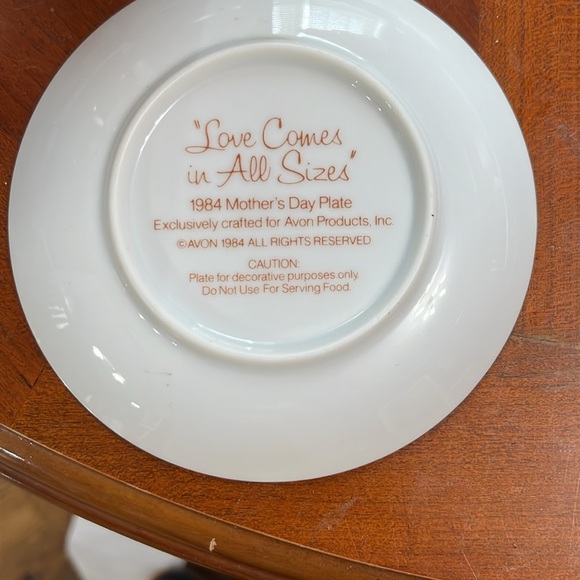 "Love Comes
in All Sizes"
1984 Mother's Day Plate
Exclusively crafted for Avon Products, Inc.
©AVON 1984 ALL RIGHTS RESERVED
CAUTION:
Plate for decorative purposes only.
Do Not Use For Serving Food.